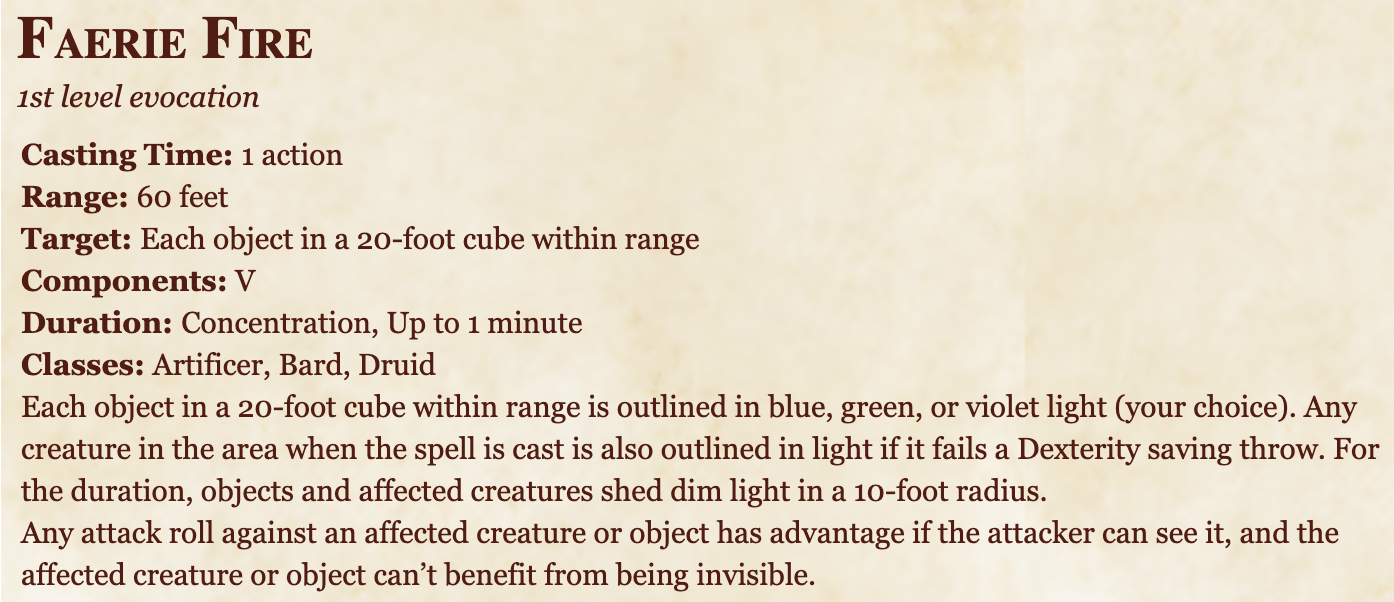 Faerie Fire
1st level evocation
Casting Time: 1 action
Range: 60 feet
Target: Each object in a 20-foot cube within range
Components: V
Duration: Concentration, Up to 1 minute
Classes: Artificer, Bard, Druid
Each object in a 20-foot cube within range is outlined in blue, green, or violet light (your choice). Any
creature in the area when the spell is cast is also outlined in light if it fails a Dexterity saving throw. For
the duration, objects and affected creatures shed dim light in a 10-foot radius.
Any attack roll against an affected creature or object has advantage if the attacker can see it, and the
affected creature or object can’t benefit from being invisible.